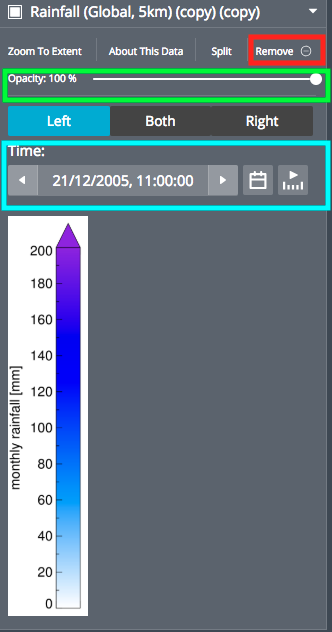 Rainfall (Global, 5km) (copy) (copy)
Zoom To Extent About This Data Split Remove
Opacity: 100 %
Left Both Right
Time:
21/12/2005, 11:00:00
monthly rainfall [mm]
200
180
160
140
120
100
80
60
40
20
0